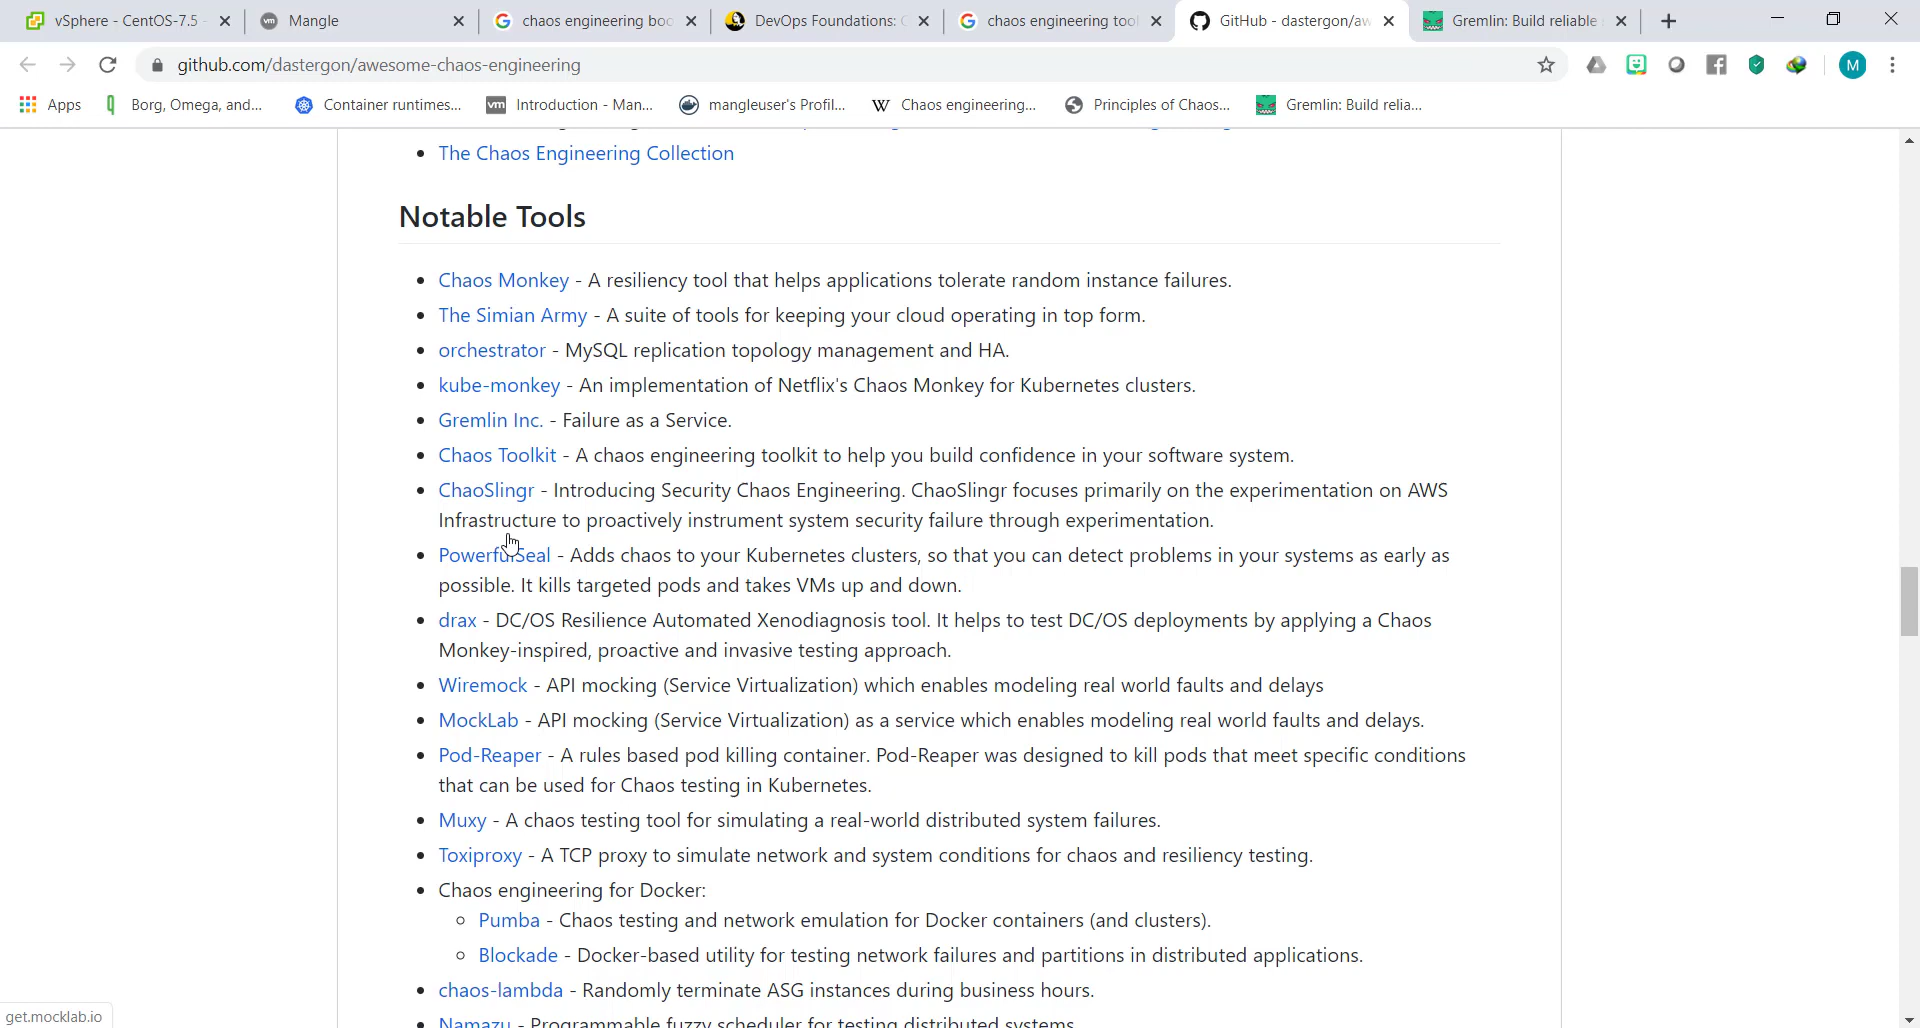 vSphere - CentOS-7.5 -
Mangle
chaos engineering boo
DevOps Foundations: C
chaos engineering tool
GitHub - dastergon/aw
Gremlin: Build reliable
github.com/dastergon/awesome-chaos-engineering
M
Apps
Borg, Omega, and...
Container runtimes...
vm
Introduction - Man...
mangleuser's Profil...
W
Chaos engineering...
Principles of Chaos...
Gremlin: Build relia...
The Chaos Engineering Collection
Notable Tools
Chaos Monkey - A resiliency tool that helps applications tolerate random instance failures.
The Simian Army - A suite of tools for keeping your cloud operating in top form.
orchestrator - MySQL replication topology management and HA.
kube-monkey - An implementation of Netflix's Chaos Monkey for Kubernetes clusters.
Gremlin Inc. - Failure as a Service.
Chaos Toolkit - A chaos engineering toolkit to help you build confidence in your software system.
ChaoSlingr - Introducing Security Chaos Engineering. ChaoSlingr focuses primarily on the experimentation on AWS
Infrastructure to proactively instrument system security failure through experimentation.
PowerfulSeal - Adds chaos to your Kubernetes clusters, so that you can detect problems in your systems as early as
possible. It kills targeted pods and takes VMs up and down.
drax - DC/OS Resilience Automated Xenodiagnosis tool. It helps to test DC/OS deployments by applying a Chaos
Monkey-inspired, proactive and invasive testing approach.
Wiremock - API mocking (Service Virtualization) which enables modeling real world faults and delays
MockLab - API mocking (Service Virtualization) as a service which enables modeling real world faults and delays.
Pod-Reaper - A rules based pod killing container. Pod-Reaper was designed to kill pods that meet specific conditions
that can be used for Chaos testing in Kubernetes.
Muxy - A chaos testing tool for simulating a real-world distributed system failures.
Toxiproxy - A TCP proxy to simulate network and system conditions for chaos and resiliency testing.
Chaos engineering for Docker:
Pumba - Chaos testing and network emulation for Docker containers (and clusters).
Blockade - Docker-based utility for testing network failures and partitions in distributed applications.
chaos-lambda - Randomly terminate ASG instances during business hours.
Namazu - Programmable fuzzy scheduler for testing distributed systems.
get.mocklab.io